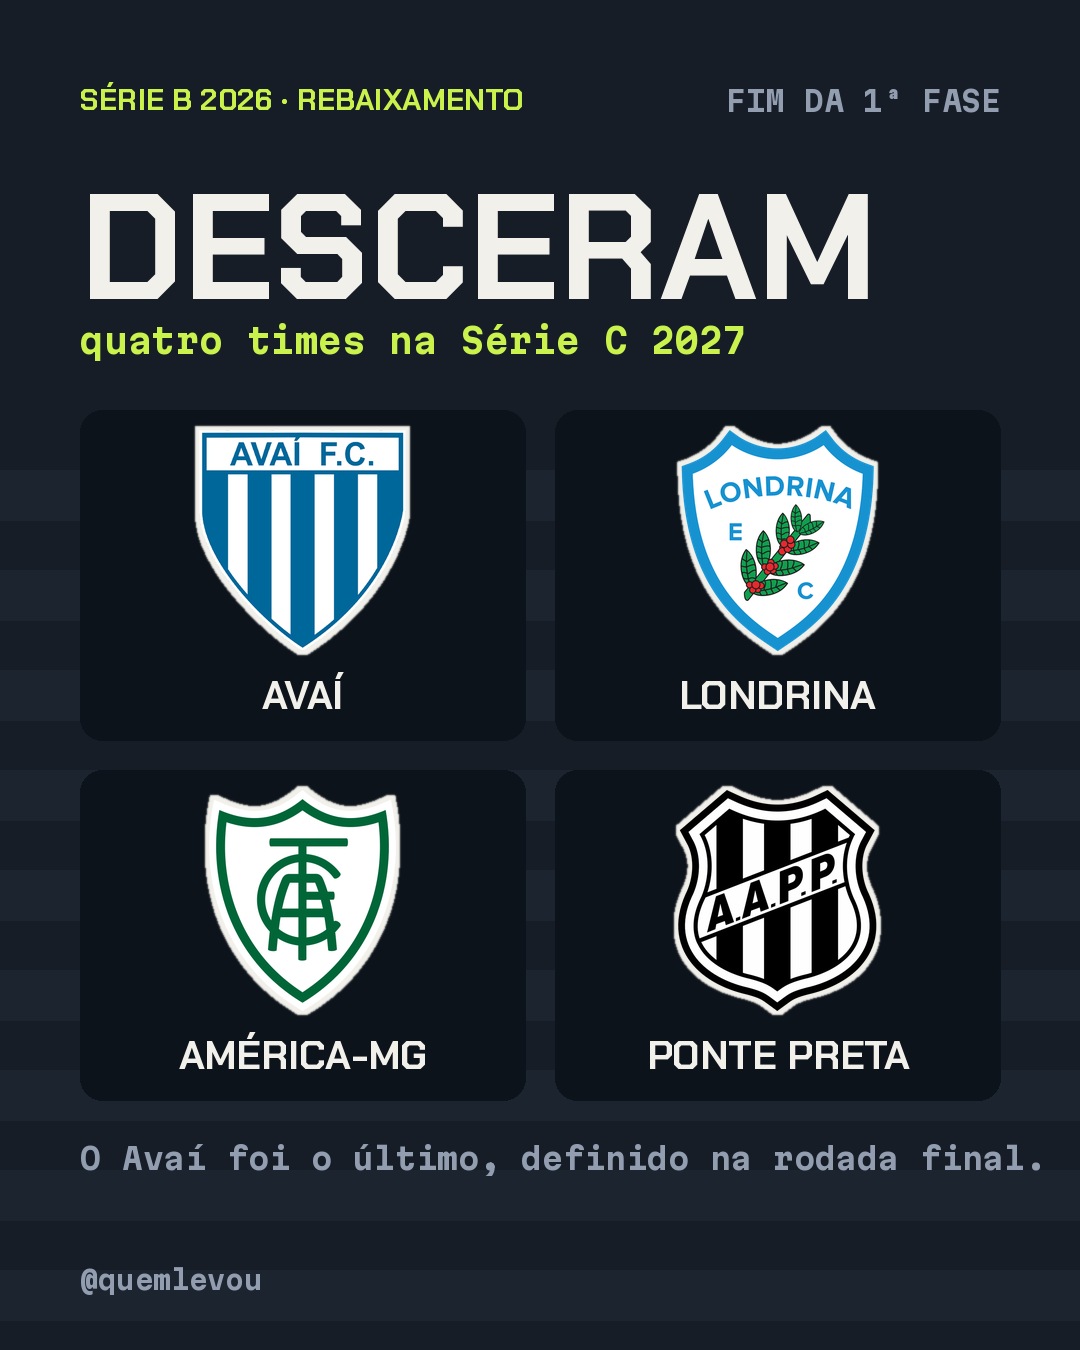 SÉRIE B 2026 · REBAIXAMENTO
FIM DA 1ª FASE
DESCERAM
quatro times na Série C 2027
AVAÍ F.C.
AVAÍ
LONDRINA
E
C
LONDRINA
AMÉRICA-MG
A.A.P.P.
PONTE PRETA
O Avaí foi o último, definido na rodada final.
@quemlevou